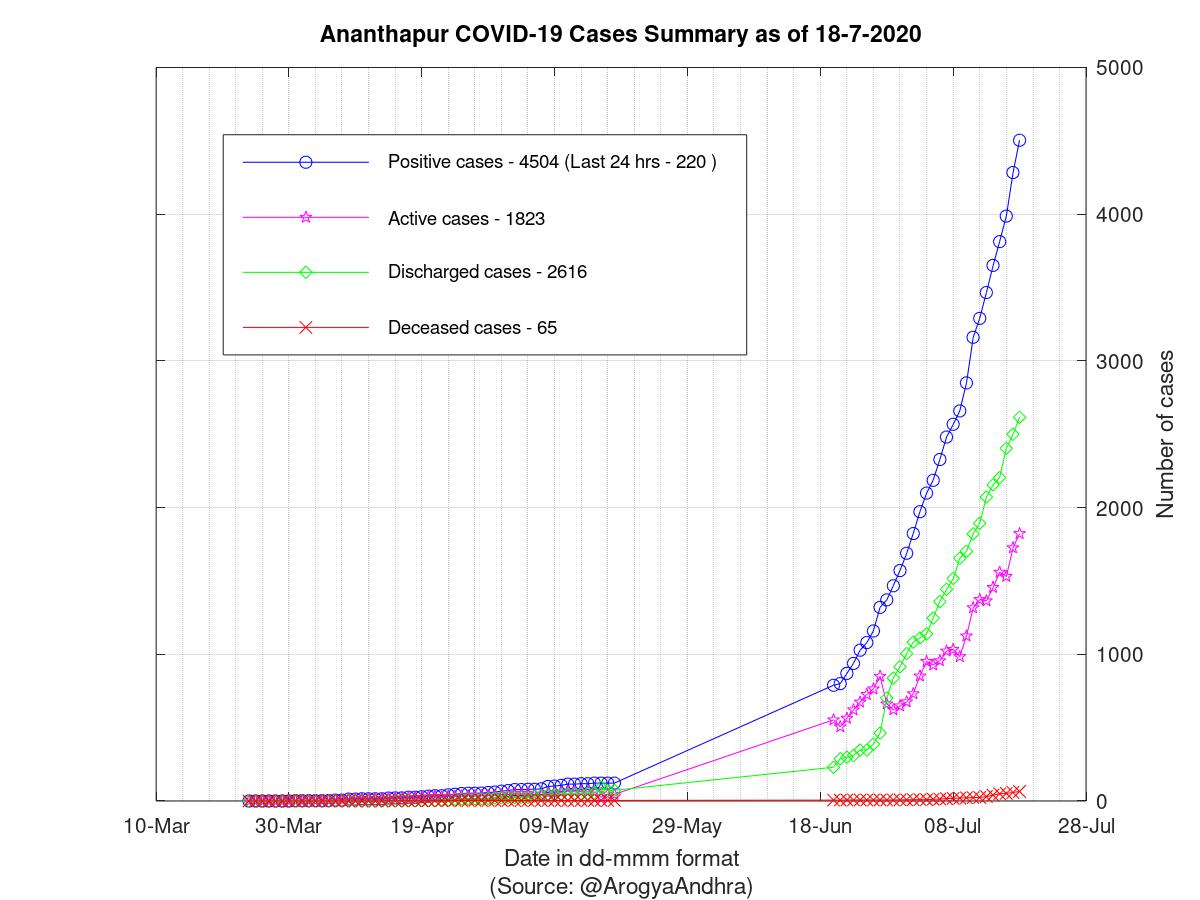 Ananthapur COVID-19 Cases Summary as of 18-7-2020
Positive cases - 4504 (Last 24 hrs - 220 )
Active cases - 1823
Discharged cases - 2616
Deceased cases - 65
5000
4000
3000
2000
1000
0
Number of cases
10-Mar 30-Mar 19-Apr 09-May 29-May 18-Jun 08-Jul 28-Jul
Date in dd-mmm format
(Source: @ArogyaAndhra)